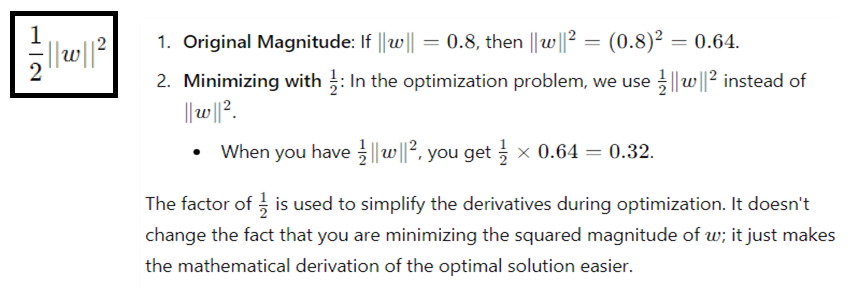 $\frac{1}{2}||w||^2$
1. Original Magnitude: If $||w|| = 0.8$, then $||w||^2 = (0.8)^2 = 0.64$.
2. Minimizing with $\frac{1}{2}$: In the optimization problem, we use $\frac{1}{2}||w||^2$ instead of
$||w||^2$.
• When you have $\frac{1}{2}||w||^2$, you get $\frac{1}{2} \times 0.64 = 0.32$.
The factor of $\frac{1}{2}$ is used to simplify the derivatives during optimization. It doesn't
change the fact that you are minimizing the squared magnitude of $w$; it just makes
the mathematical derivation of the optimal solution easier.